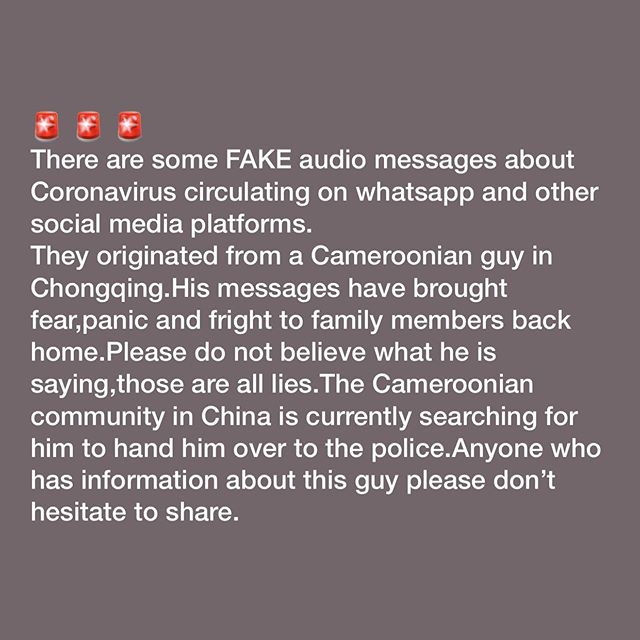 🚨 🚨 🚨
There are some FAKE audio messages about
Coronavirus circulating on whatsapp and other
social media platforms.
They originated from a Cameroonian guy in
Chongqing.His messages have brought
fear,panic and fright to family members back
home.Please do not believe what he is
saying,those are all lies.The Cameroonian
community in China is currently searching for
him to hand him over to the police.Anyone who
has information about this guy please don’t
hesitate to share.